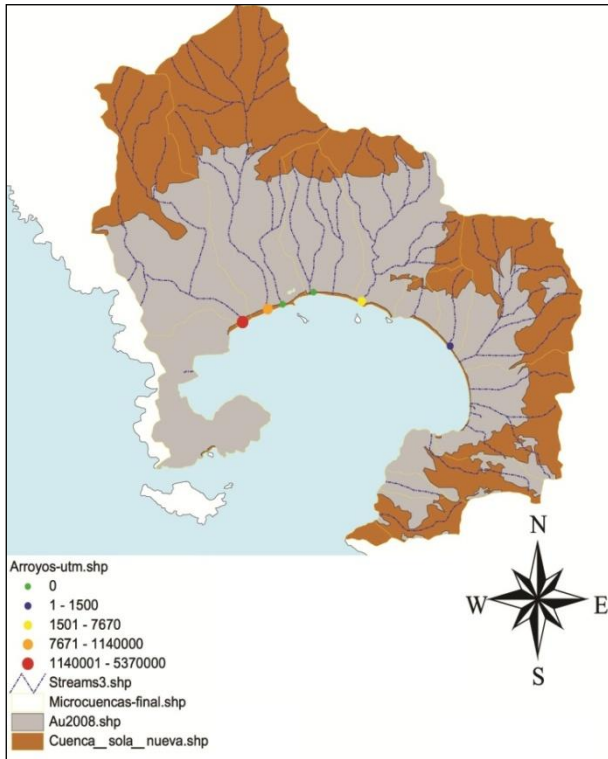 N
W
E
S
Arroyos-utm.shp
0
1 - 1500
1501 - 7670
7671 - 1140000
1140001 - 5370000
Streams3.shp
Microcuencas-final.shp
Au2008.shp
Cuenca__sola__nueva.shp